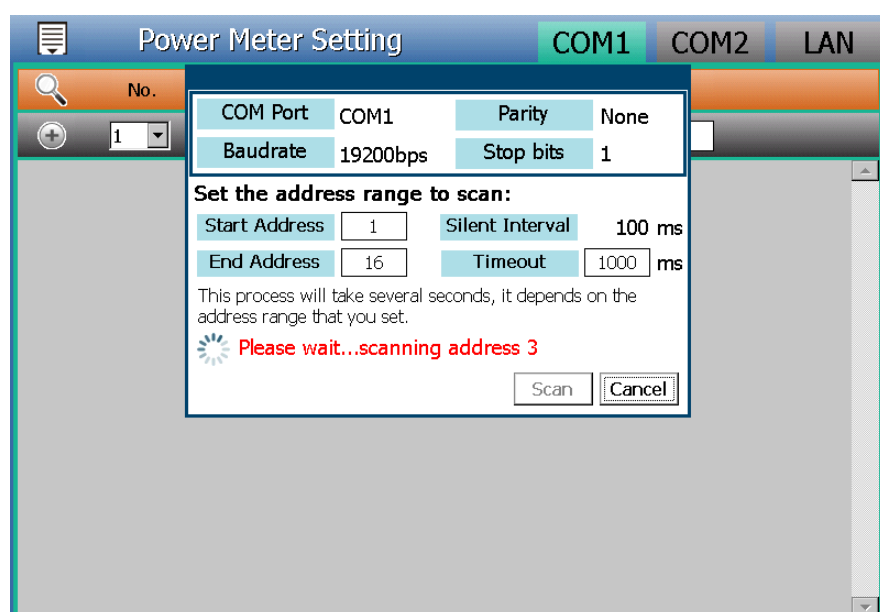 Power Meter Setting COM1 COM2 LAN
No.
1
COM Port COM1 Parity None
Baudrate 19200bps Stop bits 1
Set the address range to scan:
Start Address 1 Silent Interval 100 ms
End Address 16 Timeout 1000 ms
This process will take several seconds, it depends on the
address range that you set.
Please wait...scanning address 3
Scan Cancel